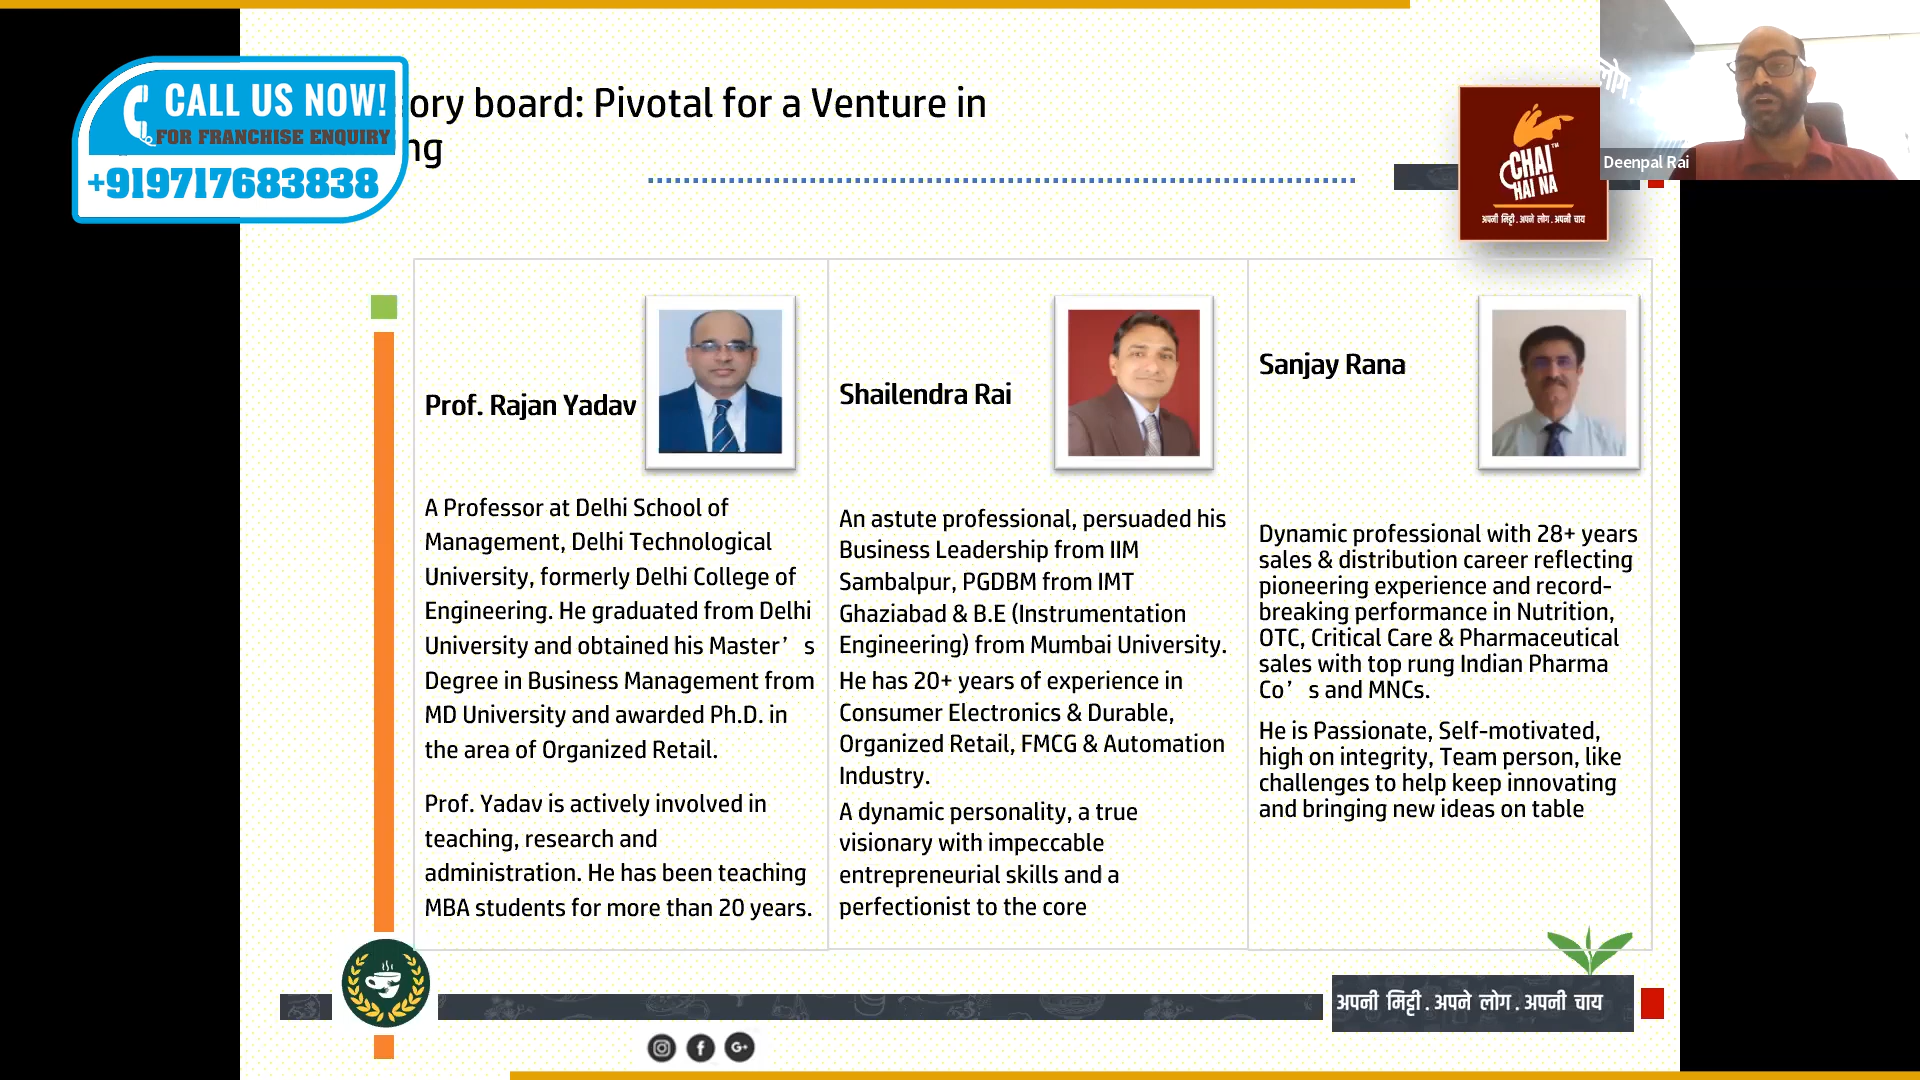 CALL US NOW!
FOR FRANCHISE ENQUIRY
+919717683838
ory board: Pivotal for a Venture in
ng
CHAI
HAI NA
TM
अपनी मिट्टी . अपने लोग . अपनी चाय
लोग .
Deenpal Rai
Prof. Rajan Yadav
A Professor at Delhi School of
Management, Delhi Technological
University, formerly Delhi College of
Engineering. He graduated from Delhi
University and obtained his Master’ s
Degree in Business Management from
MD University and awarded Ph.D. in
the area of Organized Retail.
Prof. Yadav is actively involved in
teaching, research and
administration. He has been teaching
MBA students for more than 20 years.
Shailendra Rai
An astute professional, persuaded his
Business Leadership from IIM
Sambalpur, PGDBM from IMT
Ghaziabad & B.E (Instrumentation
Engineering) from Mumbai University.
He has 20+ years of experience in
Consumer Electronics & Durable,
Organized Retail, FMCG & Automation
Industry.
A dynamic personality, a true
visionary with impeccable
entrepreneurial skills and a
perfectionist to the core
Sanjay Rana
Dynamic professional with 28+ years
sales & distribution career reflecting
pioneering experience and record-
breaking performance in Nutrition,
OTC, Critical Care & Pharmaceutical
sales with top rung Indian Pharma
Co’ s and MNCs.
He is Passionate, Self-motivated,
high on integrity, Team person, like
challenges to help keep innovating
and bringing new ideas on table
अपनी मिट्टी . अपने लोग . अपनी चाय
G+